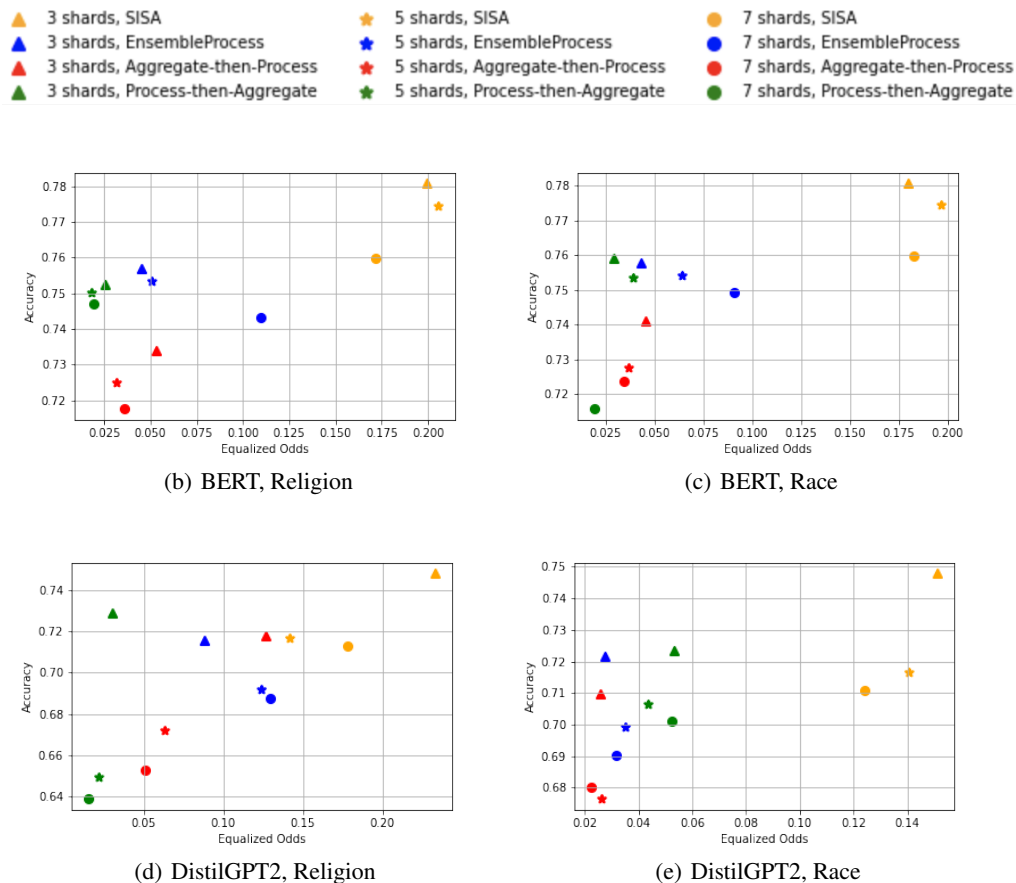 3 shards, SISA
3 shards, EnsembleProcess
3 shards, Aggregate-then-Process
3 shards, Process-then-Aggregate
5 shards, SISA
5 shards, EnsembleProcess
5 shards, Aggregate-then-Process
5 shards, Process-then-Aggregate
7 shards, SISA
7 shards, EnsembleProcess
7 shards, Aggregate-then-Process
7 shards, Process-then-Aggregate
0.78
0.77
0.76
0.75
0.74
0.73
0.72
Accuracy
0.025 0.050 0.075 0.100 0.125 0.150 0.175 0.200
Equalized Odds
(b) BERT, Religion
0.78
0.77
0.76
0.75
0.74
0.73
0.72
Accuracy
0.025 0.050 0.075 0.100 0.125 0.150 0.175 0.200
Equalized Odds
(c) BERT, Race
0.74
0.72
0.70
0.68
0.66
0.64
Accuracy
0.05 0.10 0.15 0.20
Equalized Odds
(d) DistilGPT2, Religion
0.75
0.74
0.73
0.72
0.71
0.70
0.69
0.68
Accuracy
0.02 0.04 0.06 0.08 0.10 0.12 0.14
Equalized Odds
(e) DistilGPT2, Race